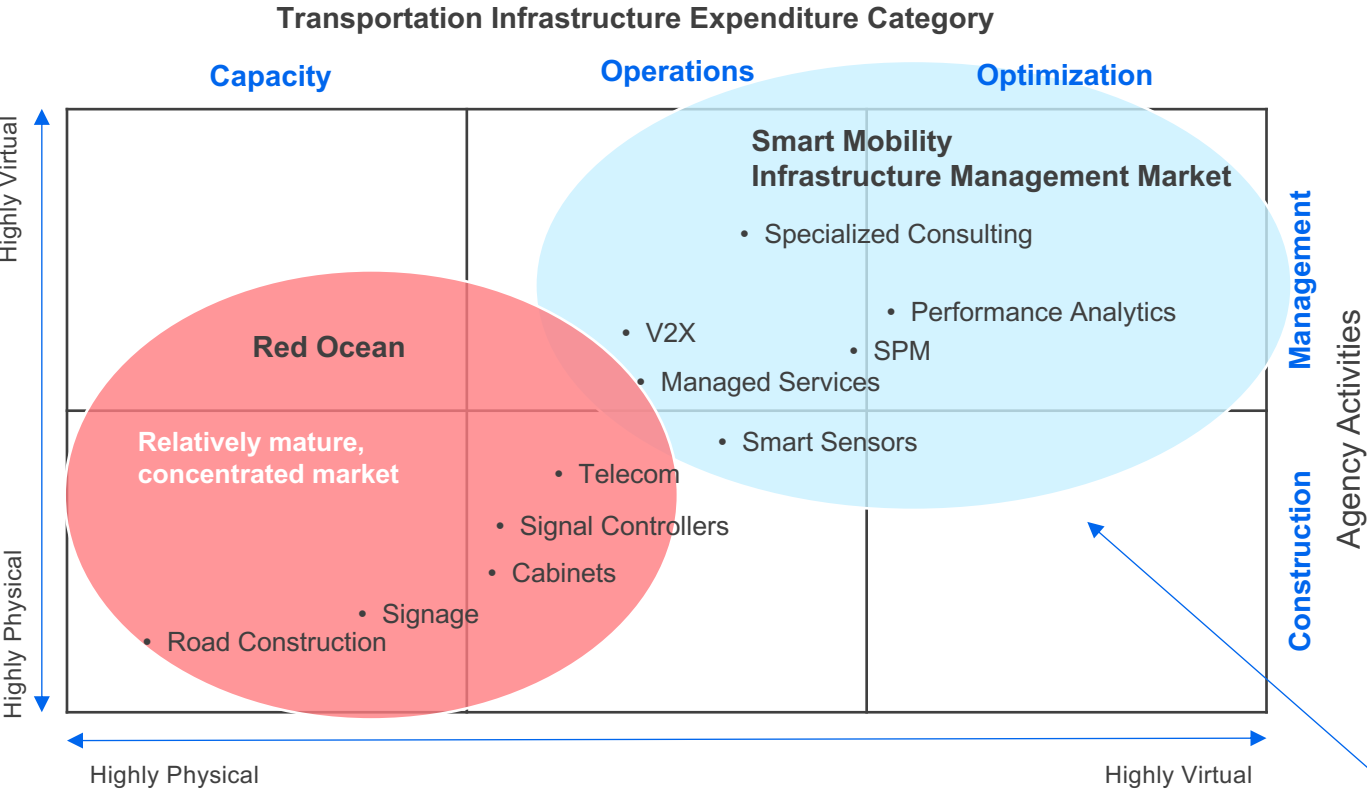 Transportation Infrastructure Expenditure Category
Capacity
Operations
Optimization
Highly Virtual
Smart Mobility
Infrastructure Management Market
• Specialized Consulting
Management
• Performance Analytics
• V2X
Red Ocean
• SPM
• Managed Services
Agency Activities
Relatively mature,
concentrated market
• Smart Sensors
• Telecom
• Signal Controllers
Construction
• Cabinets
• Signage
• Road Construction
Highly Physical
Highly Physical
Highly Virtual